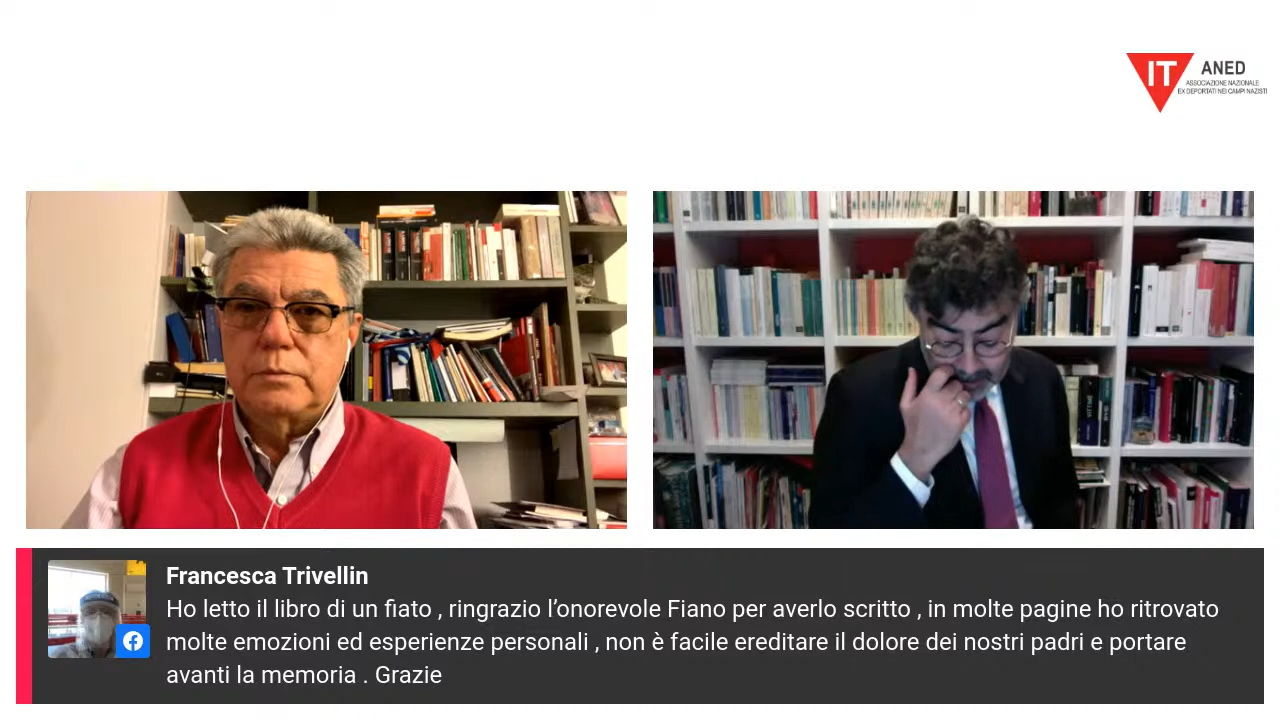 IT
ANED
ASSOCIAZIONE NAZIONALE
EX DEPORTATI NEI CAMPI NAZISTI
Francesca Trivellin
Ho letto il libro di un fiato , ringrazio l’onorevole Fiano per averlo scritto , in molte pagine ho ritrovato
molte emozioni ed esperienze personali , non è facile ereditare il dolore dei nostri padri e portare
avanti la memoria . Grazie